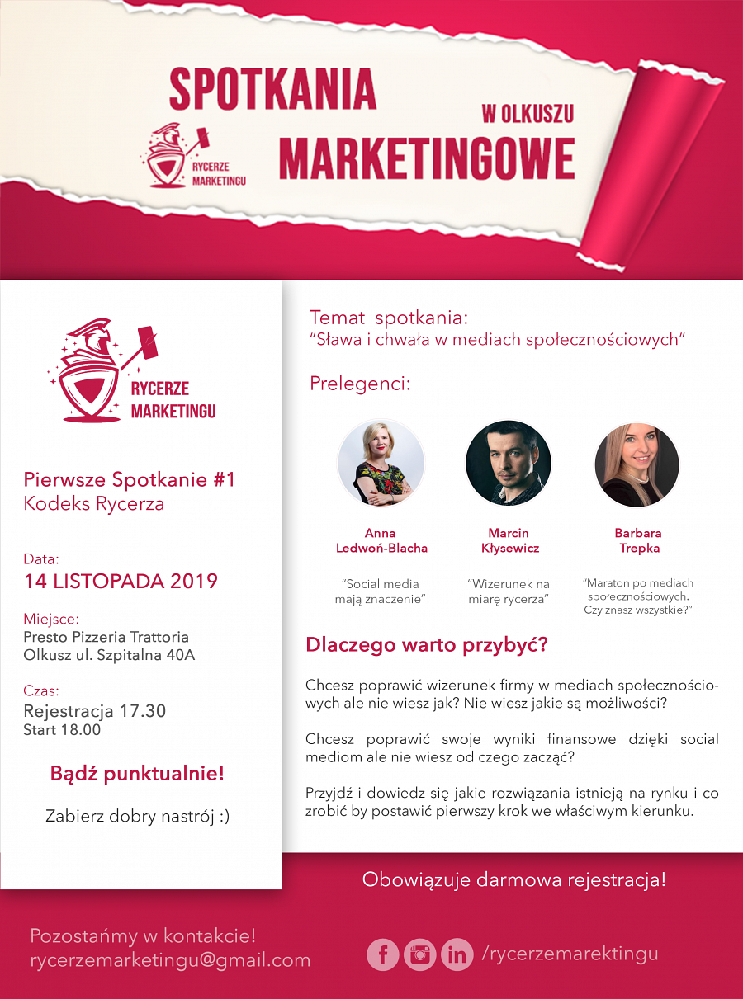 SPOTKANIA
W OLKUSZU
MARKETINGOWE
RYCERZE
MARKETINGU
RYCERZE
MARKETINGU
Pierwsze Spotkanie #1
Kodeks Rycerza
Data:
14 LISTOPADA 2019
Miejsce:
Presto Pizzeria Trattoria
Olkusz ul. Szpitalna 40A
Czas:
Rejestracja 17.30
Start 18.00
Bądź punktualnie!
Zabierz dobry nastrój :)
Temat spotkania:
“Sława i chwała w mediach społecznościowych”
Prelegenci:
Anna
Ledwoń-Blacha
“Social media
mają znaczenie”
Marcin
Kłysewicz
“Wizerunek na
miarę rycerza”
Barbara
Trepka
“Maraton po mediach
społecznościowych.
Czy znasz wszystkie?”
Dlaczego warto przybyć?
Chcesz poprawić wizerunek firmy w mediach społecznościo-
wych ale nie wiesz jak? Nie wiesz jakie są możliwości?
Chcesz poprawić swoje wyniki finansowe dzięki social
mediom ale nie wiesz od czego zacząć?
Przyjdź i dowiedz się jakie rozwiązania istnieją na rynku i co
zrobić by postawić pierwszy krok we właściwym kierunku.
Obowiązuje darmowa rejestracja!
Pozostańmy w kontakcie!
rycerzemarketingu@gmail.com
/rycerzemarektingu